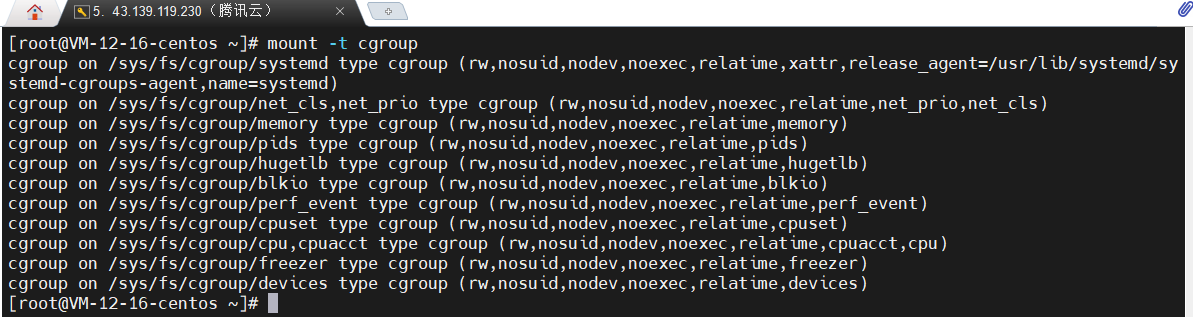 5. 43.139.119.230（腾讯云）
[root@VM-12-16-centos ~]# mount -t cgroup
cgroup on /sys/fs/cgroup/systemd type cgroup (rw,nosuid,nodev,noexec,relatime,xattr,release_agent=/usr/lib/systemd/sy
stemd-cgroups-agent,name=systemd)
cgroup on /sys/fs/cgroup/net_cls,net_prio type cgroup (rw,nosuid,nodev,noexec,relatime,net_prio,net_cls)
cgroup on /sys/fs/cgroup/memory type cgroup (rw,nosuid,nodev,noexec,relatime,memory)
cgroup on /sys/fs/cgroup/pids type cgroup (rw,nosuid,nodev,noexec,relatime,pids)
cgroup on /sys/fs/cgroup/hugetlb type cgroup (rw,nosuid,nodev,noexec,relatime,hugetlb)
cgroup on /sys/fs/cgroup/blkio type cgroup (rw,nosuid,nodev,noexec,relatime,blkio)
cgroup on /sys/fs/cgroup/perf_event type cgroup (rw,nosuid,nodev,noexec,relatime,perf_event)
cgroup on /sys/fs/cgroup/cpuset type cgroup (rw,nosuid,nodev,noexec,relatime,cpuset)
cgroup on /sys/fs/cgroup/cpu,cpuacct type cgroup (rw,nosuid,nodev,noexec,relatime,cpuacct,cpu)
cgroup on /sys/fs/cgroup/freezer type cgroup (rw,nosuid,nodev,noexec,relatime,freezer)
cgroup on /sys/fs/cgroup/devices type cgroup (rw,nosuid,nodev,noexec,relatime,devices)
[root@VM-12-16-centos ~]#